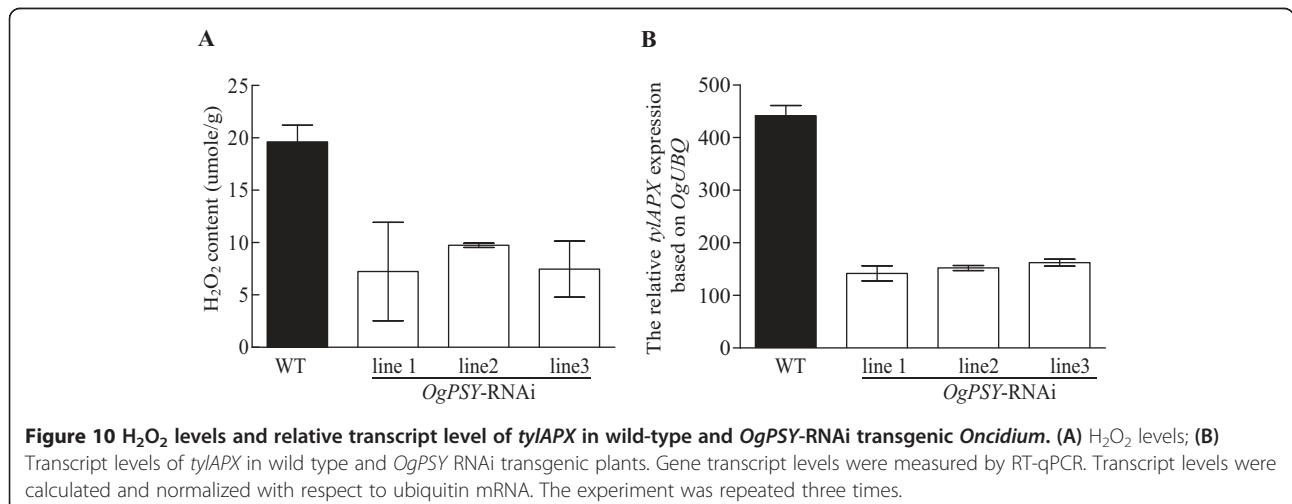 A
H₂O₂ content (umole/g)
25
20
15
10
5
0
WT
line 1
line2
line3
OgPSY-RNAi
B
The relative tylAPX expression
based on OgUBQ
500
400
300
200
100
0
WT
line 1
line2
line3
OgPSY-RNAi
Figure 10 H₂O₂ levels and relative transcript level of tylAPX in wild-type and OgPSY-RNAi transgenic Oncidium. (A) H₂O₂ levels; (B)
Transcript levels of tylAPX in wild type and OgPSY RNAi transgenic plants. Gene transcript levels were measured by RT-qPCR. Transcript levels were
calculated and normalized with respect to ubiquitin mRNA. The experiment was repeated three times.